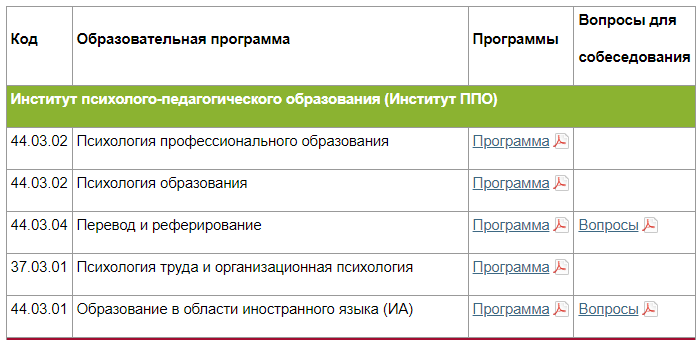 Код Образовательная программа Программы Вопросы для собеседования
Институт психолого-педагогического образования (Институт ППО)
44.03.02 Психология профессионального образования Программа
44.03.02 Психология образования Программа
44.03.04 Перевод и реферирование Программа Вопросы
37.03.01 Психология труда и организационная психология Программа
44.03.01 Образование в области иностранного языка (ИА) Программа Вопросы